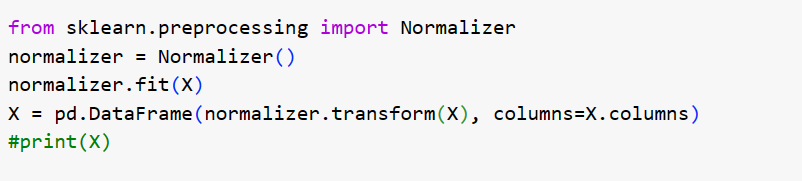 from sklearn.preprocessing import Normalizer
normalizer = Normalizer()
normalizer.fit(X)
X = pd.DataFrame(normalizer.transform(X), columns=X.columns)
#print(X)